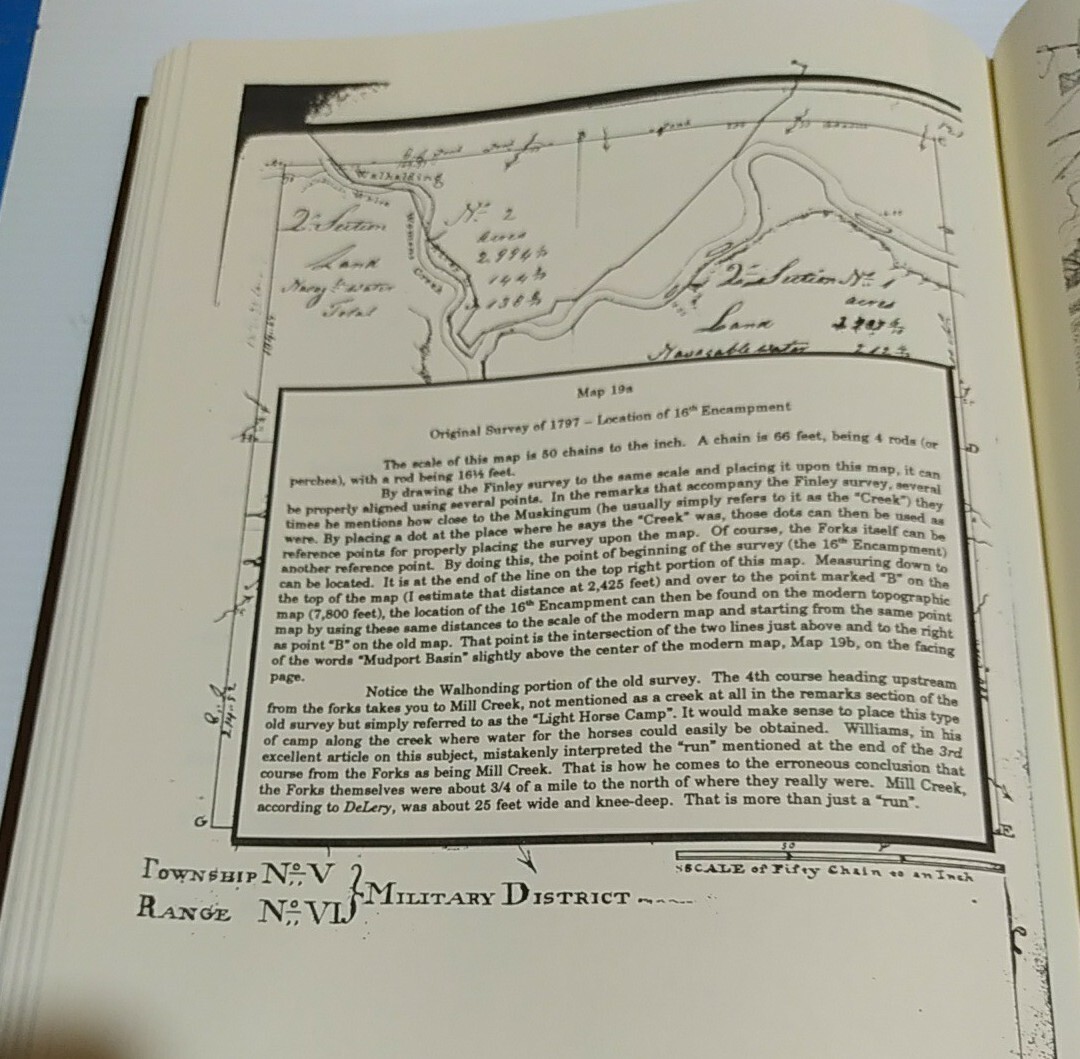 Walhalding
2d Section
No 2
acres
Land
Navgle water
Total
Creek
2d Section No 1
acres
Land
Navagable water
Map 19a
Original Survey of 1797 – Location of 16th Encampment
The scale of this map is 50 chains to the inch. A chain is 66 feet, being 4 rods (or
perches), with a rod being 16½ feet.
By drawing the Finley survey to the same scale and placing it upon this map, it can
be properly aligned using several points. In the remarks that accompany the Finley survey, several
times he mentions how close to the Muskingum (he usually simply refers to it as the "Creek") they
were. By placing a dot at the place where he says the "Creek" was, those dots can then be used as
reference points for properly placing the survey upon the map. Of course, the Forks itself can be
another reference point. By doing this, the point of beginning of the survey (the 16th Encampment)
can be located. It is at the end of the line on the top right portion of this map. Measuring down to
the top of the map (I estimate that distance at 2,425 feet) and over to the point marked "B" on the
map (7,800 feet), the location of the 16th Encampment can then be found on the modern topographic
map by using these same distances to the scale of the modern map and starting from the same point
as point "B" on the old map. That point is the intersection of the two lines just above and to the right
of the words "Mudport Basin" slightly above the center of the modern map, Map 19b, on the facing
page.
Notice the Walhonding portion of the old survey. The 4th course heading upstream
from the forks takes you to Mill Creek, not mentioned as a creek at all in the remarks section of the
old survey but simply referred to as the "Light Horse Camp". It would make sense to place this type
of camp along the creek where water for the horses could easily be obtained. Williams, in his
excellent article on this subject, mistakenly interpreted the "run" mentioned at the end of the 3rd
course from the Forks as being Mill Creek. That is how he comes to the erroneous conclusion that
the Forks themselves were about 3/4 of a mile to the north of where they really were. Mill Creek,
according to DeLery, was about 25 feet wide and knee-deep. That is more than just a "run".
D
G
E
50
SCALE of Fifty Chain to an Inch
TOWNSHIP No V
RANGE No VI
MILITARY DISTRICT